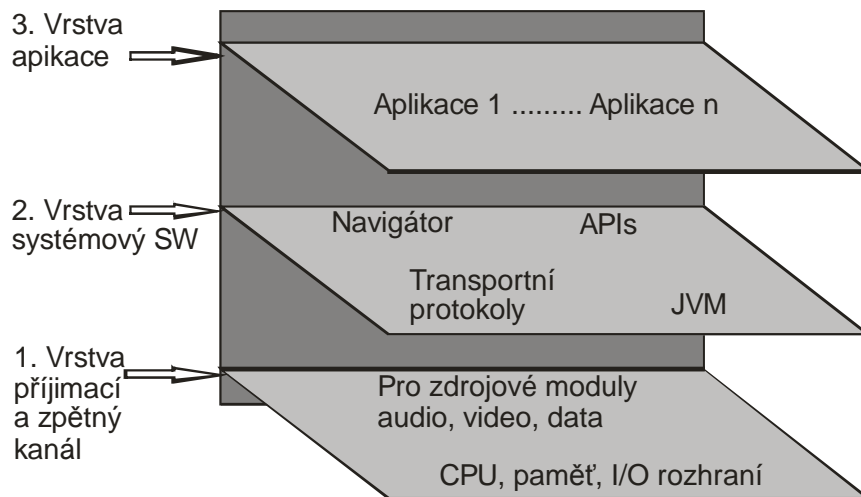 3. Vrstva
apikace
Aplikace 1 ......... Aplikace n
2. Vrstva
systémový SW
Navigátor
APIs
Transportní
protokoly
JVM
1. Vrstva
příjimací
a zpětný
kanál
Pro zdrojové moduly
audio, video, data
CPU, paměť, I/O rozhraní